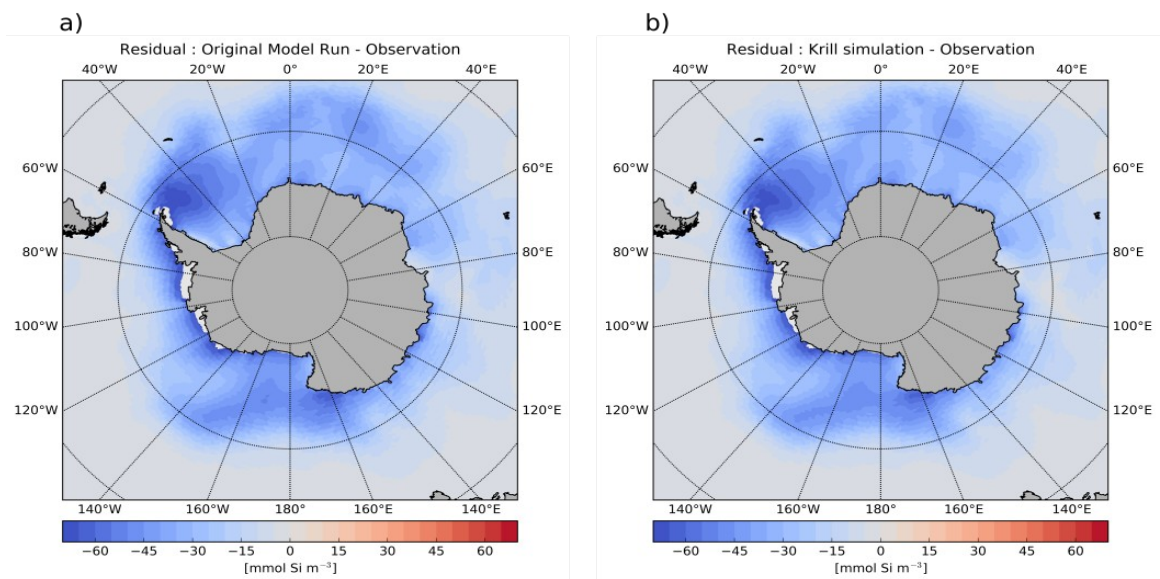 a)
Residual : Original Model Run - Observation
40°W 20°W 0° 20°E 40°E
60°W 60°E
80°W 80°E
100°W 100°E
120°W 120°E
140°W 160°W 180°W 160°E 140°E
−60 −45 −30 −15 0 15 30 45 60
[mmol Si m⁻³]
b)
Residual : Krill simulation - Observation
40°W 20°W 0° 20°E 40°E
60°W 60°E
80°W 80°E
100°W 100°E
120°W 120°E
140°W 160°W 180°W 160°E 140°E
−60 −45 −30 −15 0 15 30 45 60
[mmol Si m⁻³]